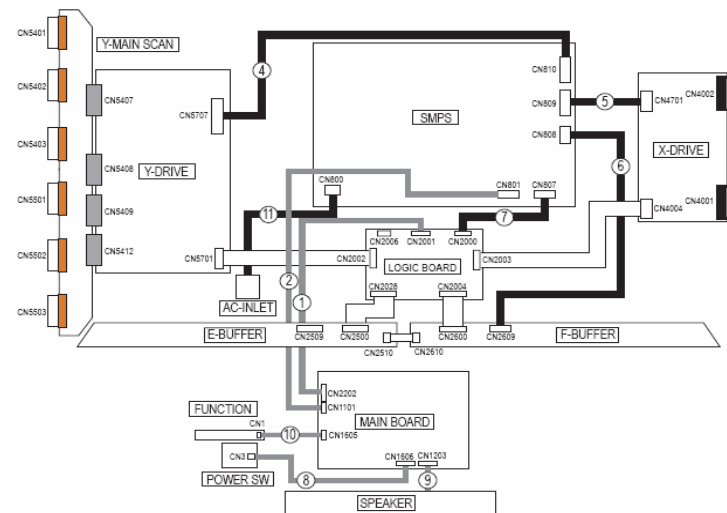 CN5401
Y-MAIN SCAN
CN5402
CN5403
CN5501
CN5502
CN5503
CN5407
CN5408
CN5409
CN5412
CN5707
Y-DRIVE
CN5701
4
SMPS
CN810
CN809
CN808
CN800
CN801
CN807
5
6
CN4701
CN4002
X-DRIVE
CN4001
CN4004
11
7
AC-INLET
2
1
CN2006
CN2001
CN2000
CN2002
CN2003
LOGIC BOARD
CN2028
CN2004
E-BUFFER
CN2509
CN2500
CN2510
CN2610
CN2600
CN2609
F-BUFFER
CN2202
CN1101
MAIN BOARD
FUNCTION
CN1
10
CN1605
CN3
POWER SW
8
CN1606
CN1203
9
SPEAKER